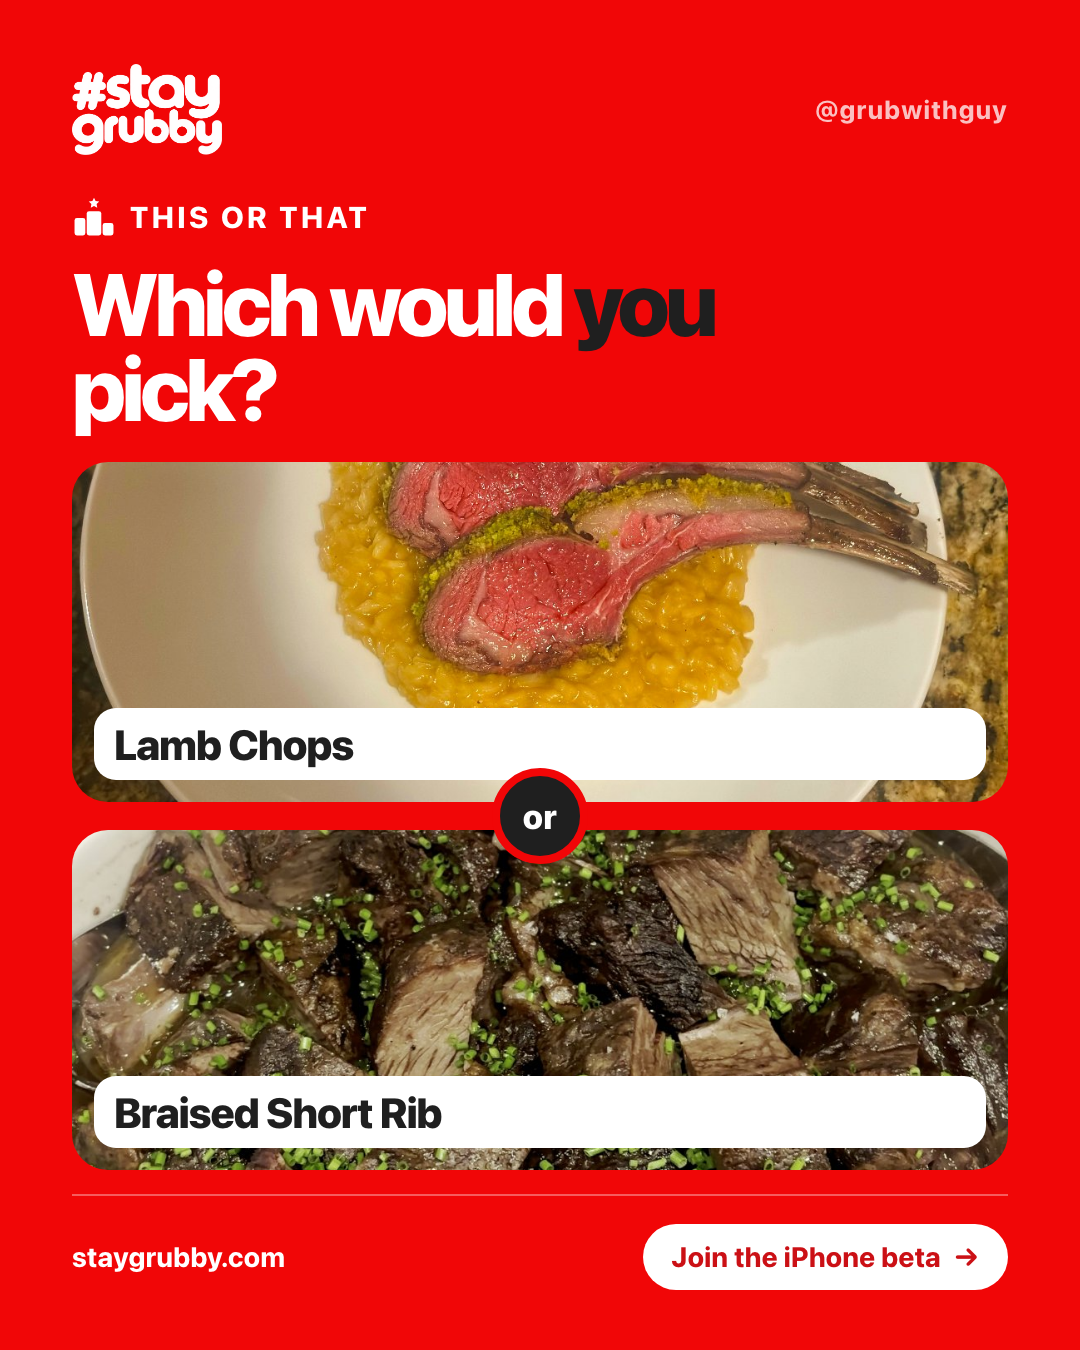 #stay
grubby
@grubwithguy
THIS OR THAT
Which would you
pick?
Lamb Chops
or
Braised Short Rib
staygrubby.com
Join the iPhone beta →